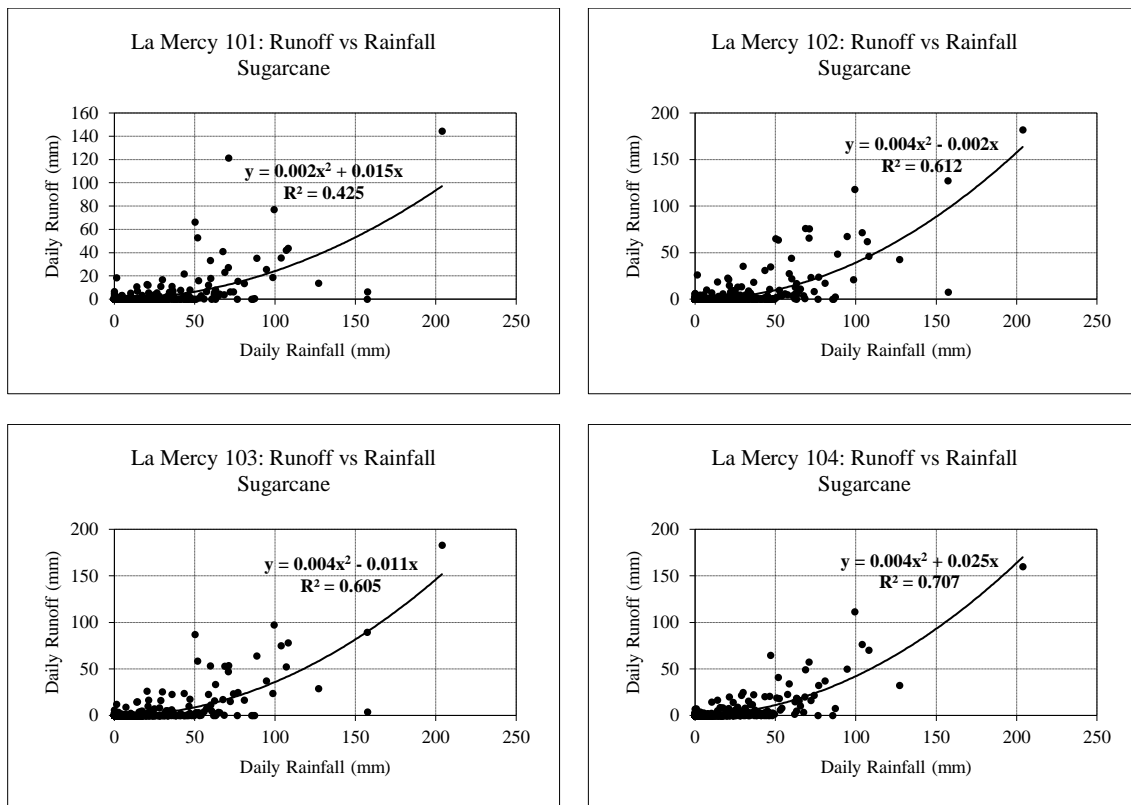 La Mercy 101: Runoff vs Rainfall
Sugarcane
160
140
120
100
80
60
40
20
0
Daily Runoff (mm)
y = 0.002x² + 0.015x
R² = 0.425
0 50 100 150 200 250
Daily Rainfall (mm)
La Mercy 102: Runoff vs Rainfall
Sugarcane
200
150
100
50
0
Daily Runoff (mm)
y = 0.004x² - 0.002x
R² = 0.612
0 50 100 150 200 250
Daily Rainfall (mm)
La Mercy 103: Runoff vs Rainfall
Sugarcane
200
150
100
50
0
Daily Runoff (mm)
y = 0.004x² - 0.011x
R² = 0.605
0 50 100 150 200 250
Daily Rainfall (mm)
La Mercy 104: Runoff vs Rainfall
Sugarcane
200
150
100
50
0
Daily Runoff (mm)
y = 0.004x² + 0.025x
R² = 0.707
0 50 100 150 200 250
Daily Rainfall (mm)